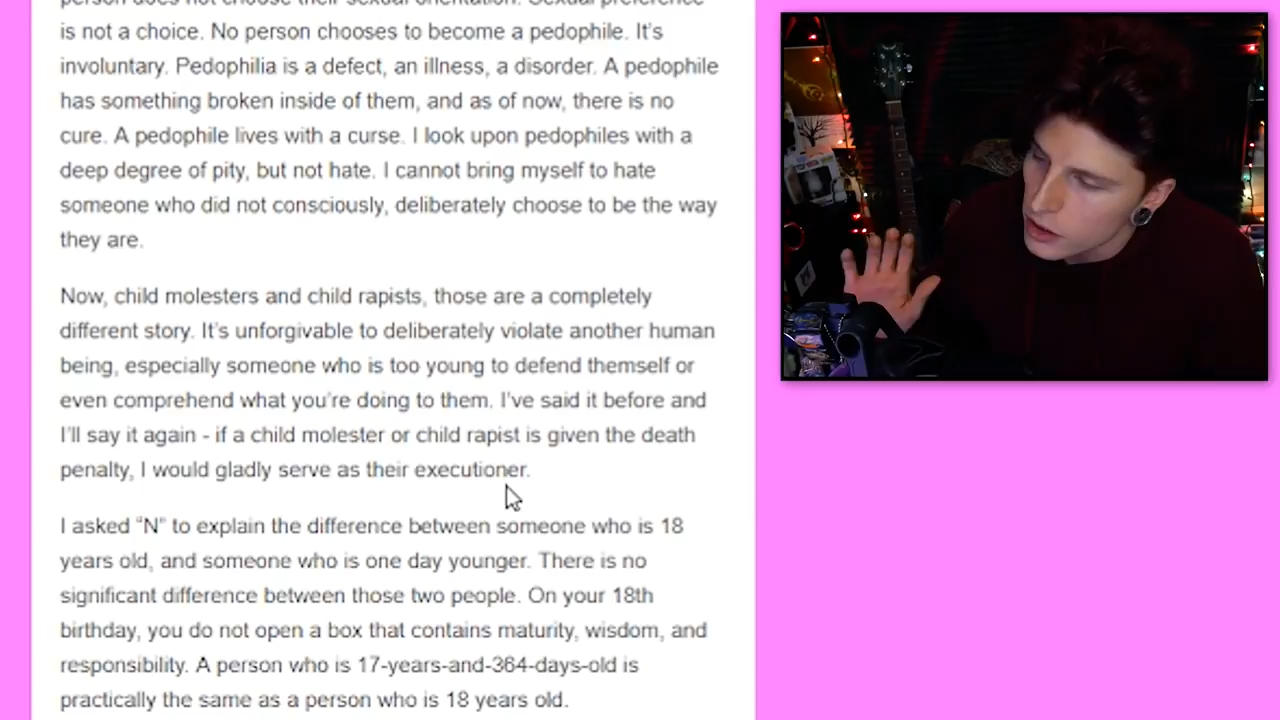 person does not choose their sexual orientation. Sexual preference
is not a choice. No person chooses to become a pedophile. It's
involuntary. Pedophilia is a defect, an illness, a disorder. A pedophile
has something broken inside of them, and as of now, there is no
cure. A pedophile lives with a curse. I look upon pedophiles with a
deep degree of pity, but not hate. I cannot bring myself to hate
someone who did not consciously, deliberately choose to be the way
they are.
Now, child molesters and child rapists, those are a completely
different story. It's unforgivable to deliberately violate another human
being, especially someone who is too young to defend themself or
even comprehend what you're doing to them. I've said it before and
I'll say it again - if a child molester or child rapist is given the death
penalty, I would gladly serve as their executioner.
I asked “N” to explain the difference between someone who is 18
years old, and someone who is one day younger. There is no
significant difference between those two people. On your 18th
birthday, you do not open a box that contains maturity, wisdom, and
responsibility. A person who is 17-years-and-364-days-old is
practically the same as a person who is 18 years old.